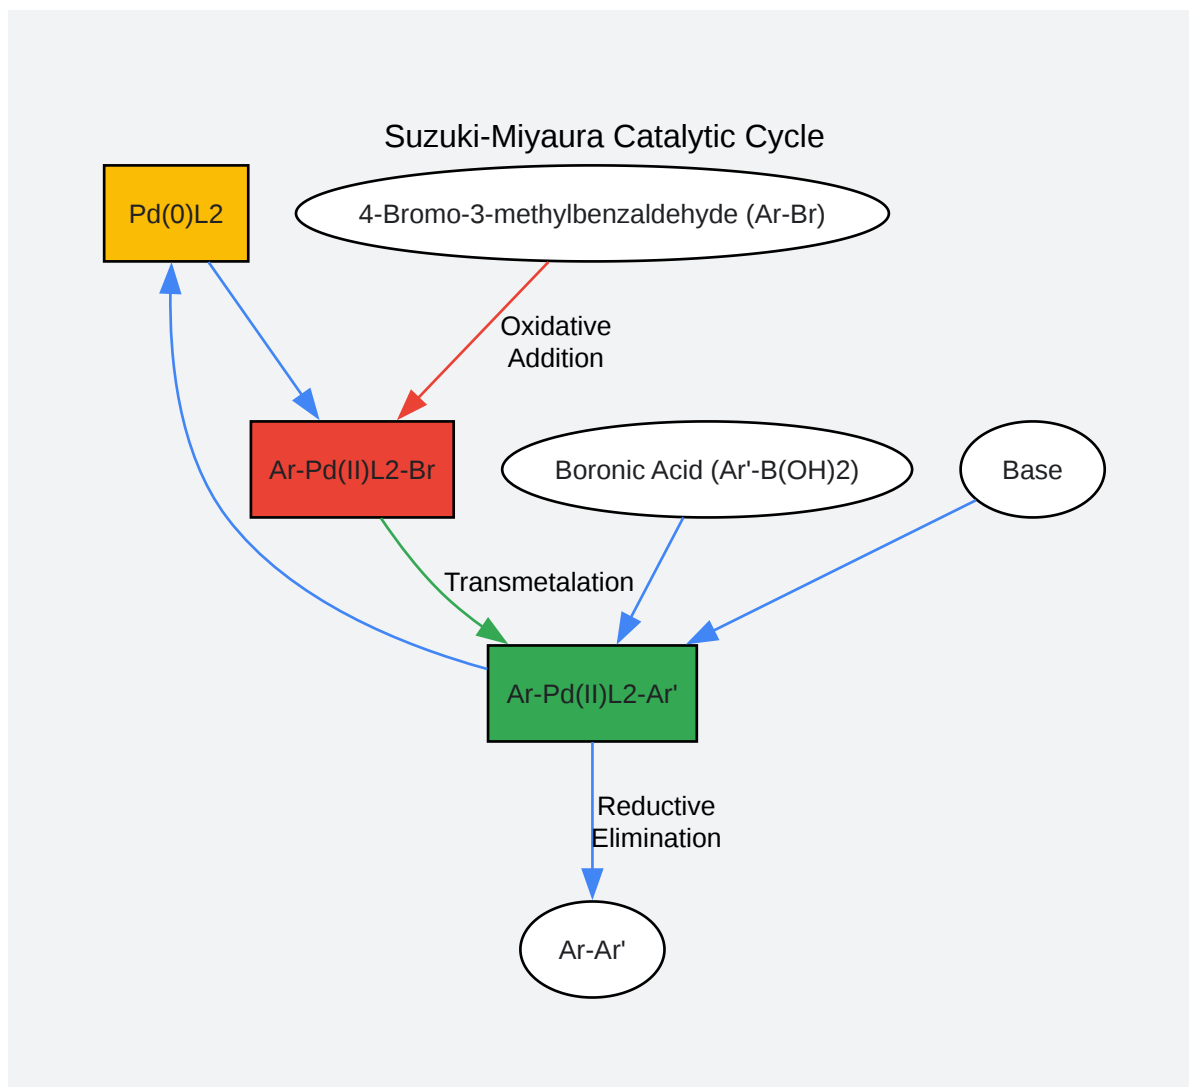 Suzuki-Miyaura Catalytic Cycle
Pd(0)L2
4-Bromo-3-methylbenzaldehyde (Ar-Br)
Oxidative
Addition
Ar-Pd(II)L2-Br
Boronic Acid (Ar'-B(OH)2)
Base
Transmetalation
Ar-Pd(II)L2-Ar'
Reductive
Elimination
Ar-Ar'